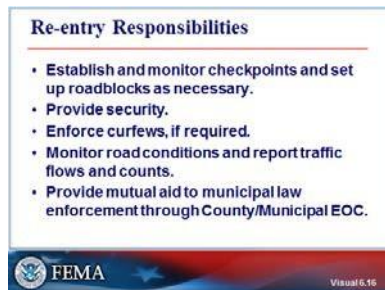 Re-entry Responsibilities
• Establish and monitor checkpoints and set
up roadblocks as necessary.
• Provide security.
• Enforce curfews, if required.
• Monitor road conditions and report traffic
flows and counts.
• Provide mutual aid to municipal law
enforcement through County/Municipal EOC.
FEMA
Visual 6.16